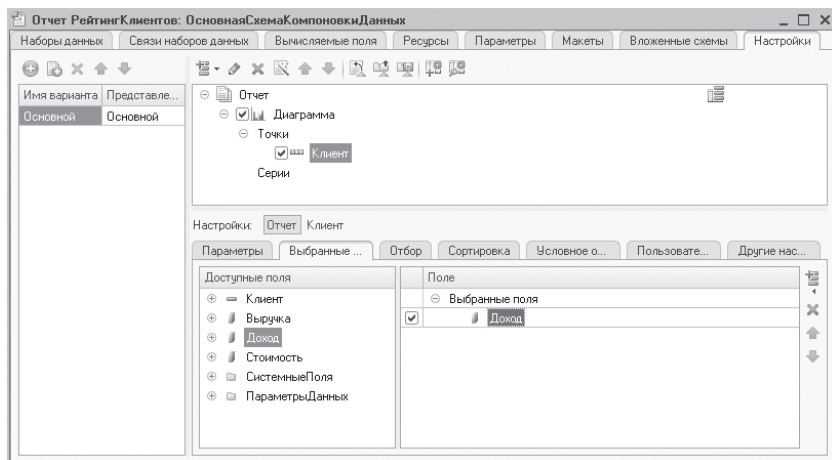 Отчет РейтингКлиентов: ОсновнаяСхемаКомпоновкиДанных
Наборы данных Связи наборов данных Вычисляемые поля Ресурсы Параметры Макеты Вложенные схемы Настройки
Имя варианта Представле...
Основной Основной
Отчет
Диаграмма
Точки
Клиент
Серии
Настройки: Отчет Клиент
Параметры Выбранные ... Отбор Сортировка Условное о... Пользовате... Другие нас...
Доступные поля
Клиент
Выручка
Доход
Стоимость
СистемныеПоля
ПараметрыДанных
Поле
Выбранные поля
Доход